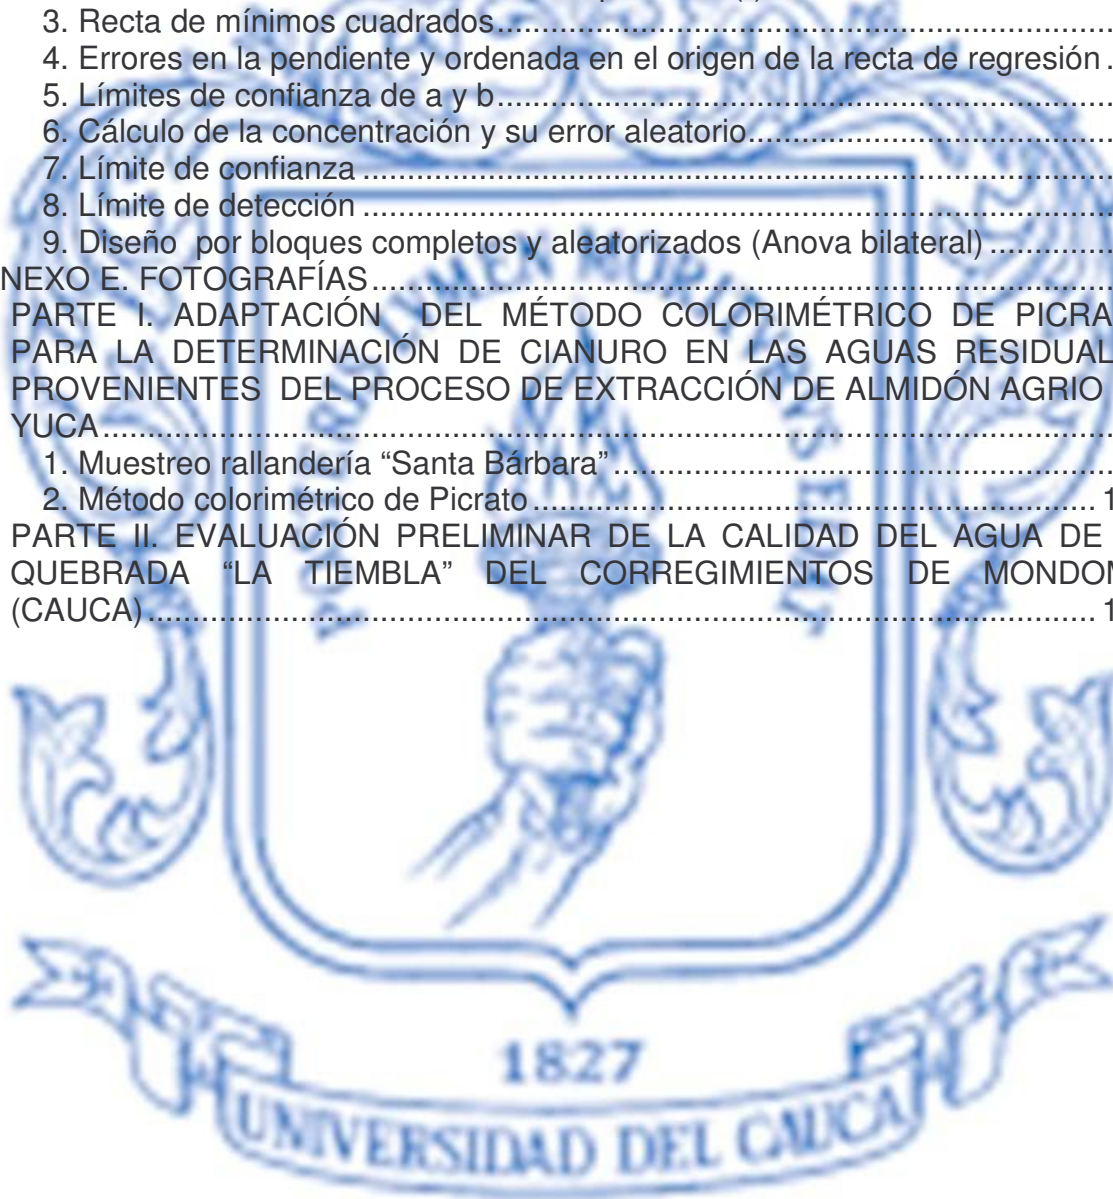 3. Recta de mínimos cuadrados
4. Errores en la pendiente y ordenada en el origen de la recta de regresión .
5. Límites de confianza de a y b
6. Cálculo de la concentración y su error aleatorio
7. Límite de confianza
8. Límite de detección
9. Diseño por bloques completos y aleatorizados (Anova bilateral)
NEXO E. FOTOGRAFÍAS
PARTE I. ADAPTACIÓN DEL MÉTODO COLORIMÉTRICO DE PICRA
PARA LA DETERMINACIÓN DE CIANURO EN LAS AGUAS RESIDUAL
PROVENIENTES DEL PROCESO DE EXTRACCIÓN DE ALMIDÓN AGRIO
YUCA
1. Muestreo rallandería “Santa Bárbara”
2. Método colorimétrico de Picrato 1
PARTE II. EVALUACIÓN PRELIMINAR DE LA CALIDAD DEL AGUA DE
QUEBRADA “LA TIEMBLA” DEL CORREGIMIENTOS DE MONDOM
(CAUCA) 1
1827
UNIVERSIDAD DEL CAUCA